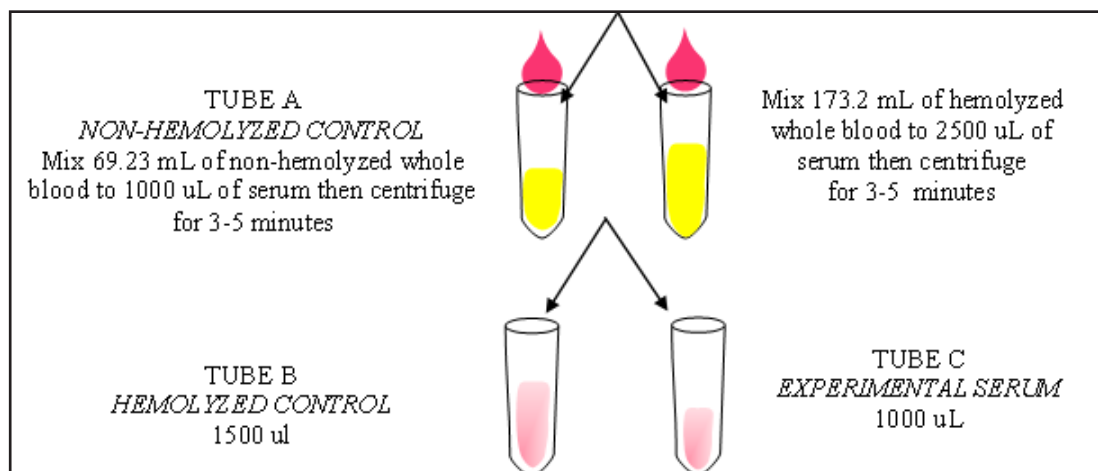 TUBE A
NON-HEMOLYZED CONTROL
Mix 69.23 mL of non-hemolyzed whole
blood to 1000 uL of serum then centrifuge
for 3-5 minutes
Mix 173.2 mL of hemolyzed
whole blood to 2500 uL of
serum then centrifuge
for 3-5 minutes
TUBE B
HEMOLYZED CONTROL
1500 ul
TUBE C
EXPERIMENTAL SERUM
1000 uL